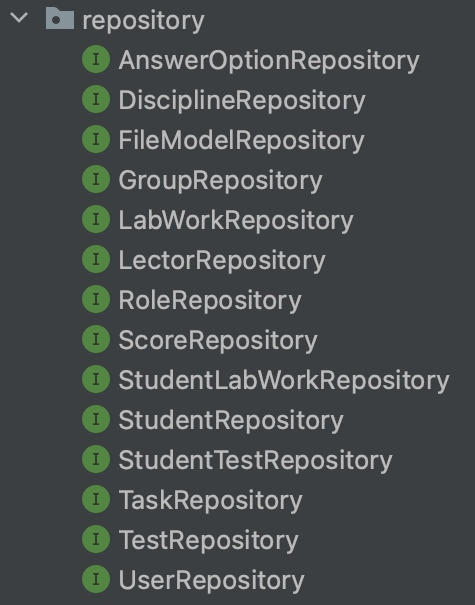 repository
I AnswerOptionRepository
I DisciplineRepository
I FileModelRepository
I GroupRepository
I LabWorkRepository
I LectorRepository
I RoleRepository
I ScoreRepository
I StudentLabWorkRepository
I StudentRepository
I StudentTestRepository
I TaskRepository
I TestRepository
I UserRepository